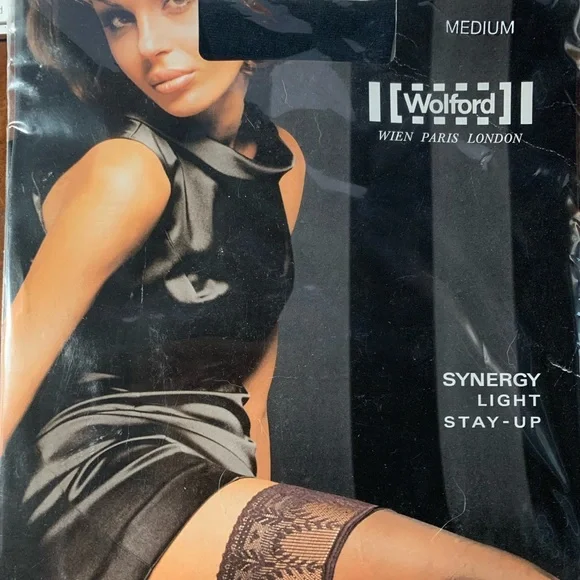 MEDIUM
Wolford
WIEN PARIS LONDON
SYNERGY
LIGHT
STAY-UP